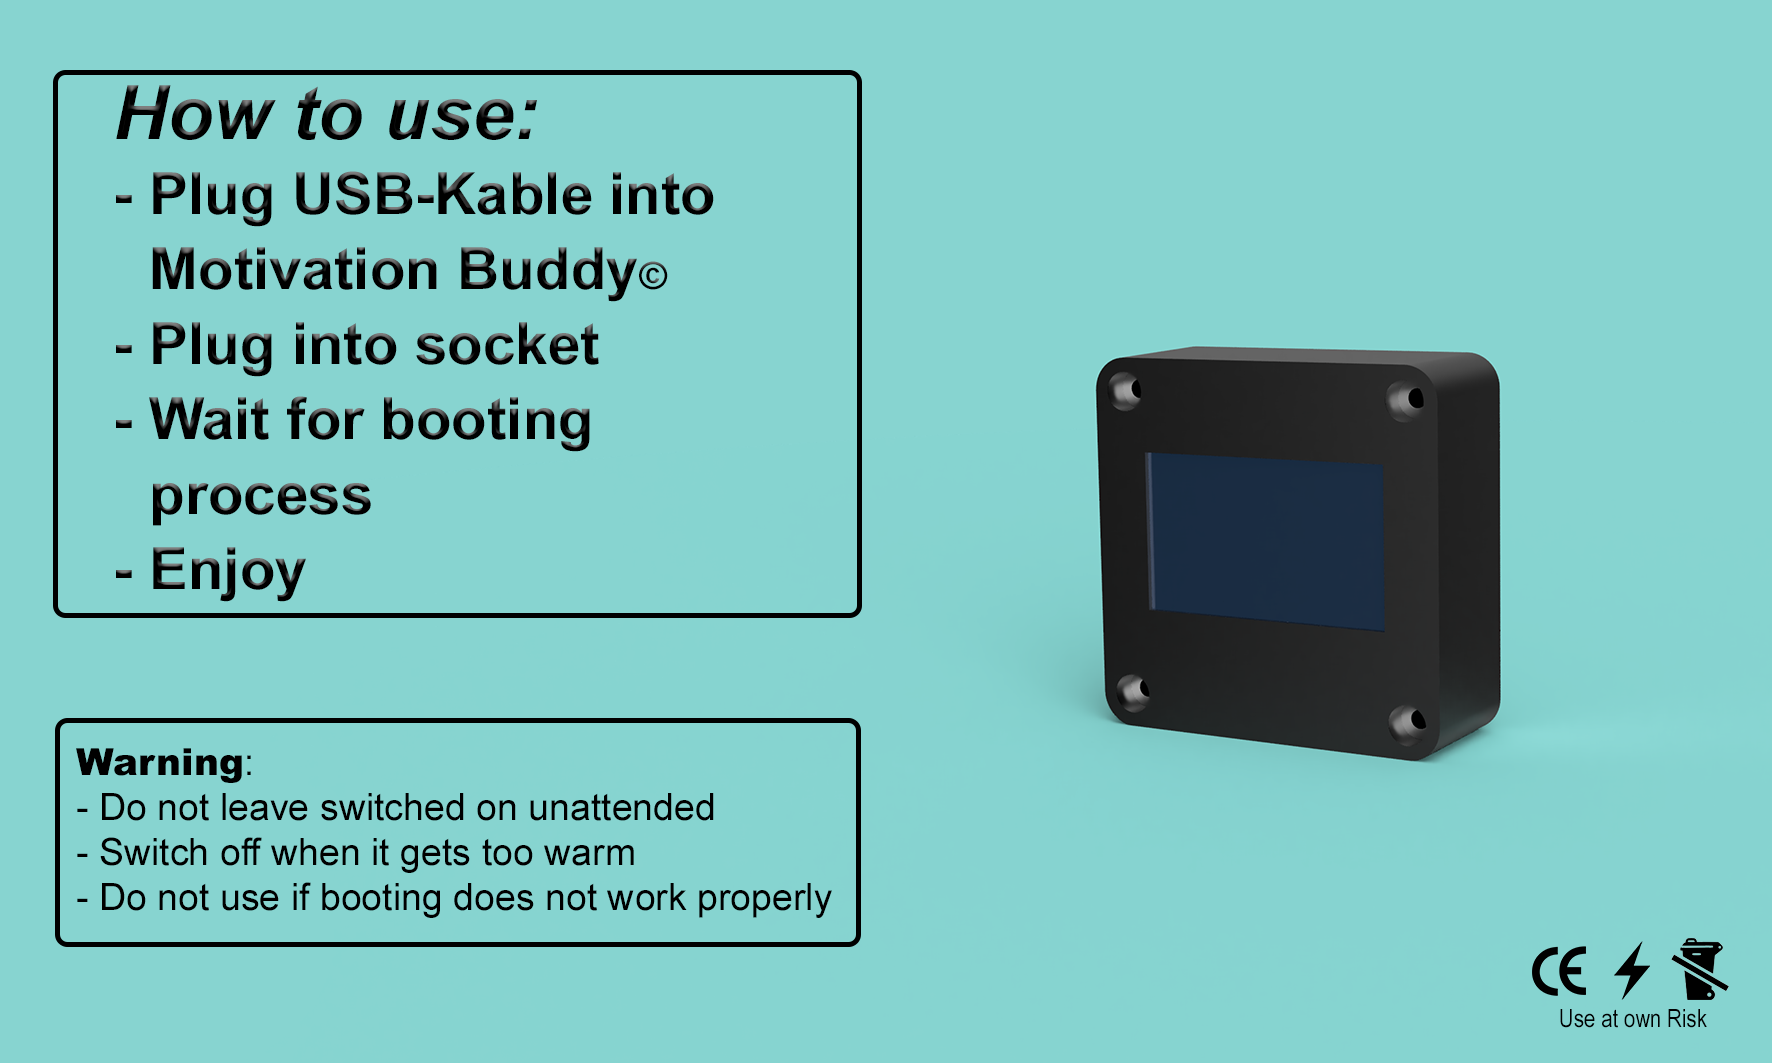 How to use:
- Plug USB-Kable into
Motivation Buddy©
- Plug into socket
- Wait for booting
process
- Enjoy
Warning:
- Do not leave switched on unattended
- Switch off when it gets too warm
- Do not use if booting does not work properly
CE
Use at own Risk